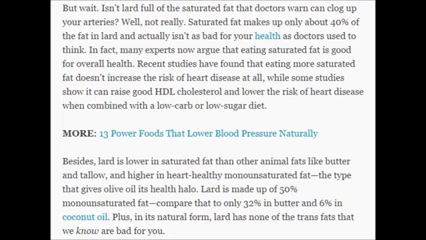 But wait. Isn't lard full of the saturated fat that doctors warn can clog up
your arteries? Well, not really. Saturated fat makes up only about 40% of
the fat in lard and actually isn't as bad for your health as doctors used to
think. In fact, many experts now argue that eating saturated fat is good
for overall health. Recent studies have found that eating more saturated
fat doesn't increase the risk of heart disease at all, while some studies
show it can raise good HDL cholesterol and lower the risk of heart disease
when combined with a low-carb or low-sugar diet.
MORE: 13 Power Foods That Lower Blood Pressure Naturally
Besides, lard is lower in saturated fat than other animal fats like butter
and tallow, and higher in heart-healthy monounsaturated fat—the type
that gives olive oil its health halo. Lard is made up of 50%
monounsaturated fat—compare that to only 32% in butter and 6% in
coconut oil. Plus, in its natural form, lard has none of the trans fats that
we know are bad for you.